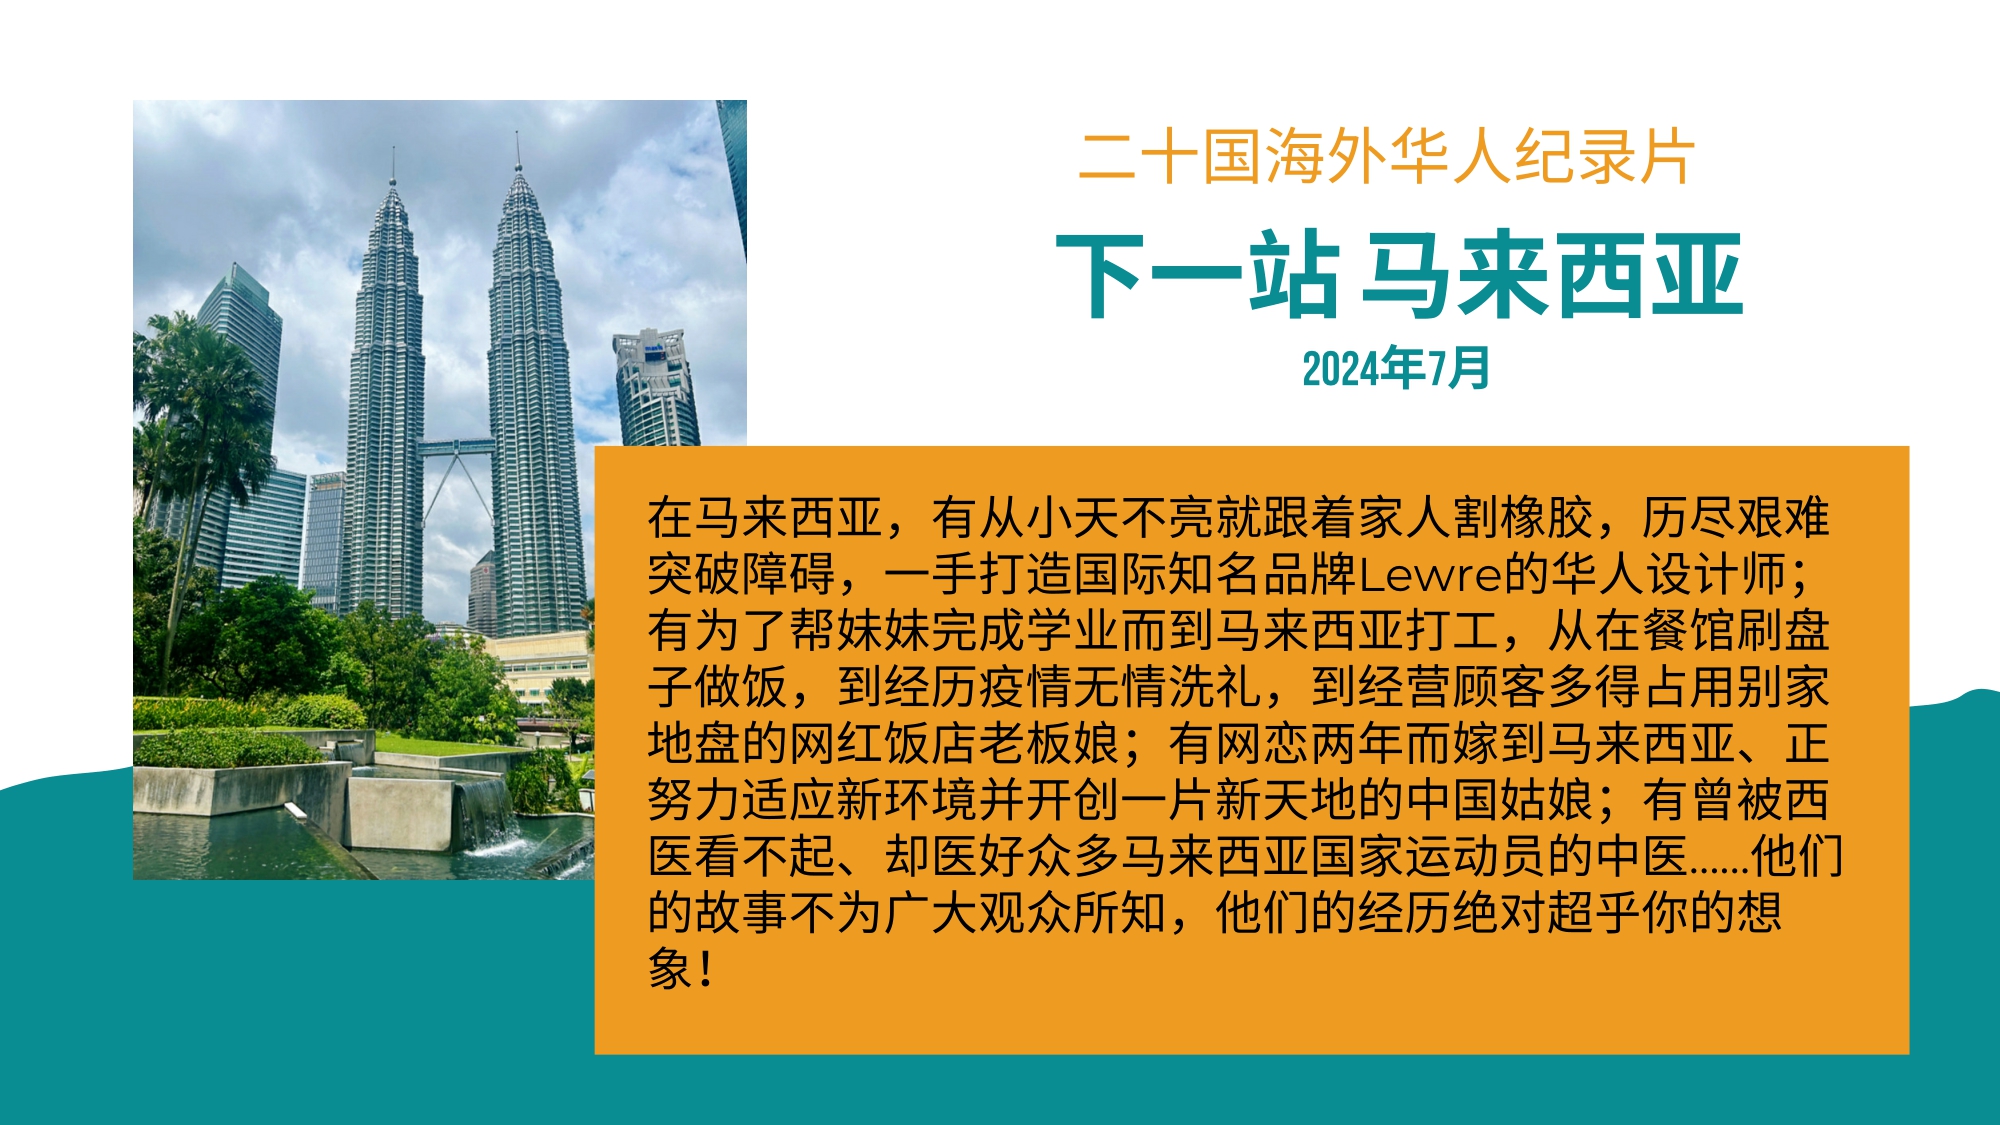 二十国海外华人纪录片
下一站 马来西亚
2024年7月
在马来西亚，有从小天不亮就跟着家人割橡胶，历尽艰难
突破障碍，一手打造国际知名品牌Lewre的华人设计师；
有为了帮妹妹完成学业而到马来西亚打工，从在餐馆刷盘
子做饭，到经历疫情无情洗礼，到经营顾客多得占用别家
地盘的网红饭店老板娘；有网恋两年而嫁到马来西亚、正
努力适应新环境并开创一片新天地的中国姑娘；有曾被西
医看不起、却医好众多马来西亚国家运动员的中医......他们
的故事不为广大观众所知，他们的经历绝对超乎你的想
象！